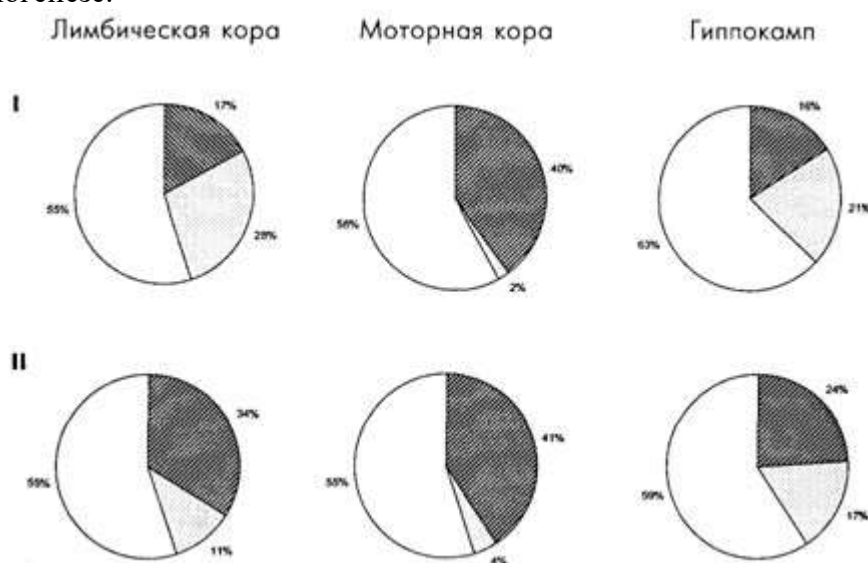 Лимбическая кора Моторная кора Гиппокамп
I
17% 40% 16%
55% 28% 58% 2% 63% 21%
II
34% 41% 24%
55% 11% 55% 4% 59% 17%